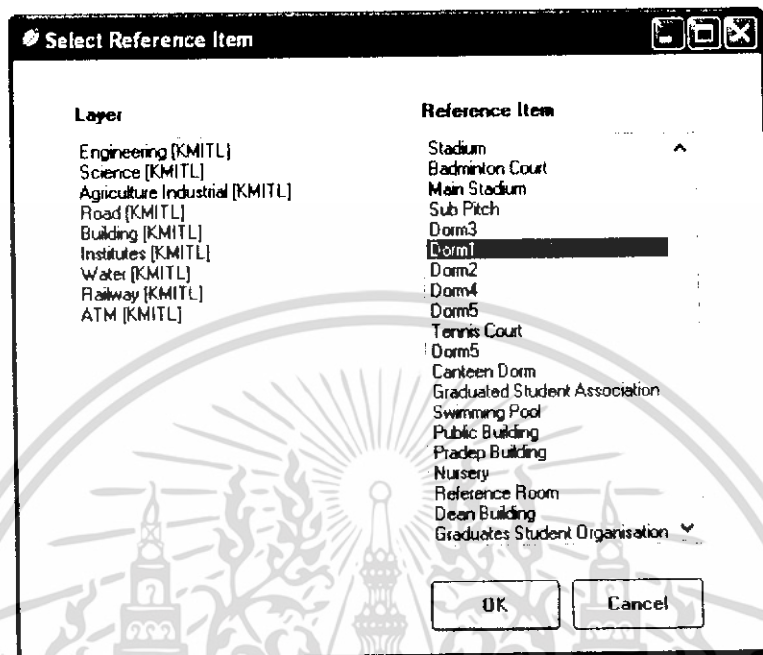 Select Reference Item
Layer
Engineering [KMITL]
Science [KMITL]
Agriculture Industrial [KMITL]
Road [KMITL]
Building [KMITL]
Institutes [KMITL]
Water [KMITL]
Railway [KMITL]
ATM [KMITL]
Reference Item
Stadium
Badminton Court
Main Stadium
Sub Pitch
Dorm3
Dorm1
Dorm2
Dorm4
Dorm5
Tennis Court
Dorm5
Canteen Dorm
Graduated Student Association
Swimming Pool
Public Building
Pradep Building
Nursery
Reference Room
Dean Building
Graduates Student Organisation
OK
Cancel